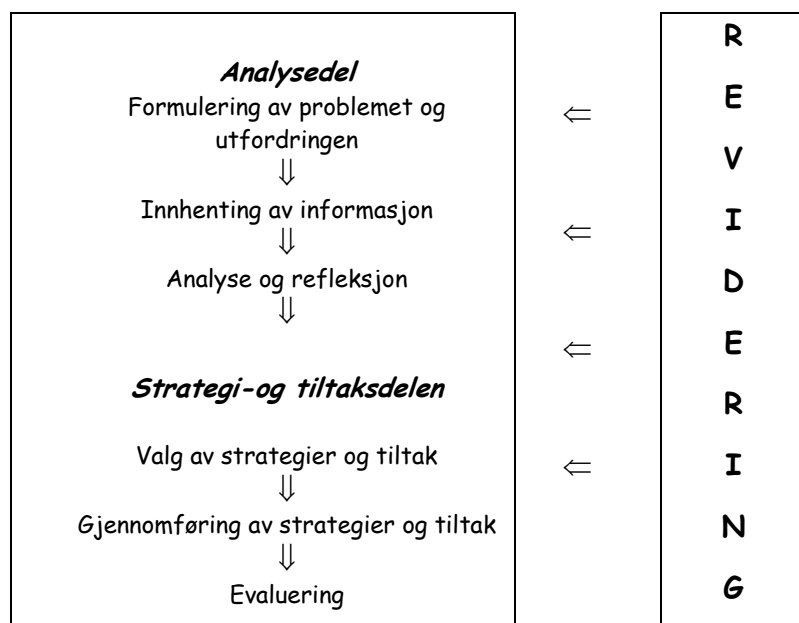 Analysedel
Formulering av problemet og
utfordringen
⇓
Innhenting av informasjon
⇓
Analyse og refleksjon
⇓
Strategi-og tiltaksdelen
Valg av strategier og tiltak
⇓
Gjennomføring av strategier og tiltak
⇓
Evaluering
⇐
⇐
⇐
⇐
R
E
V
I
D
E
R
I
N
G